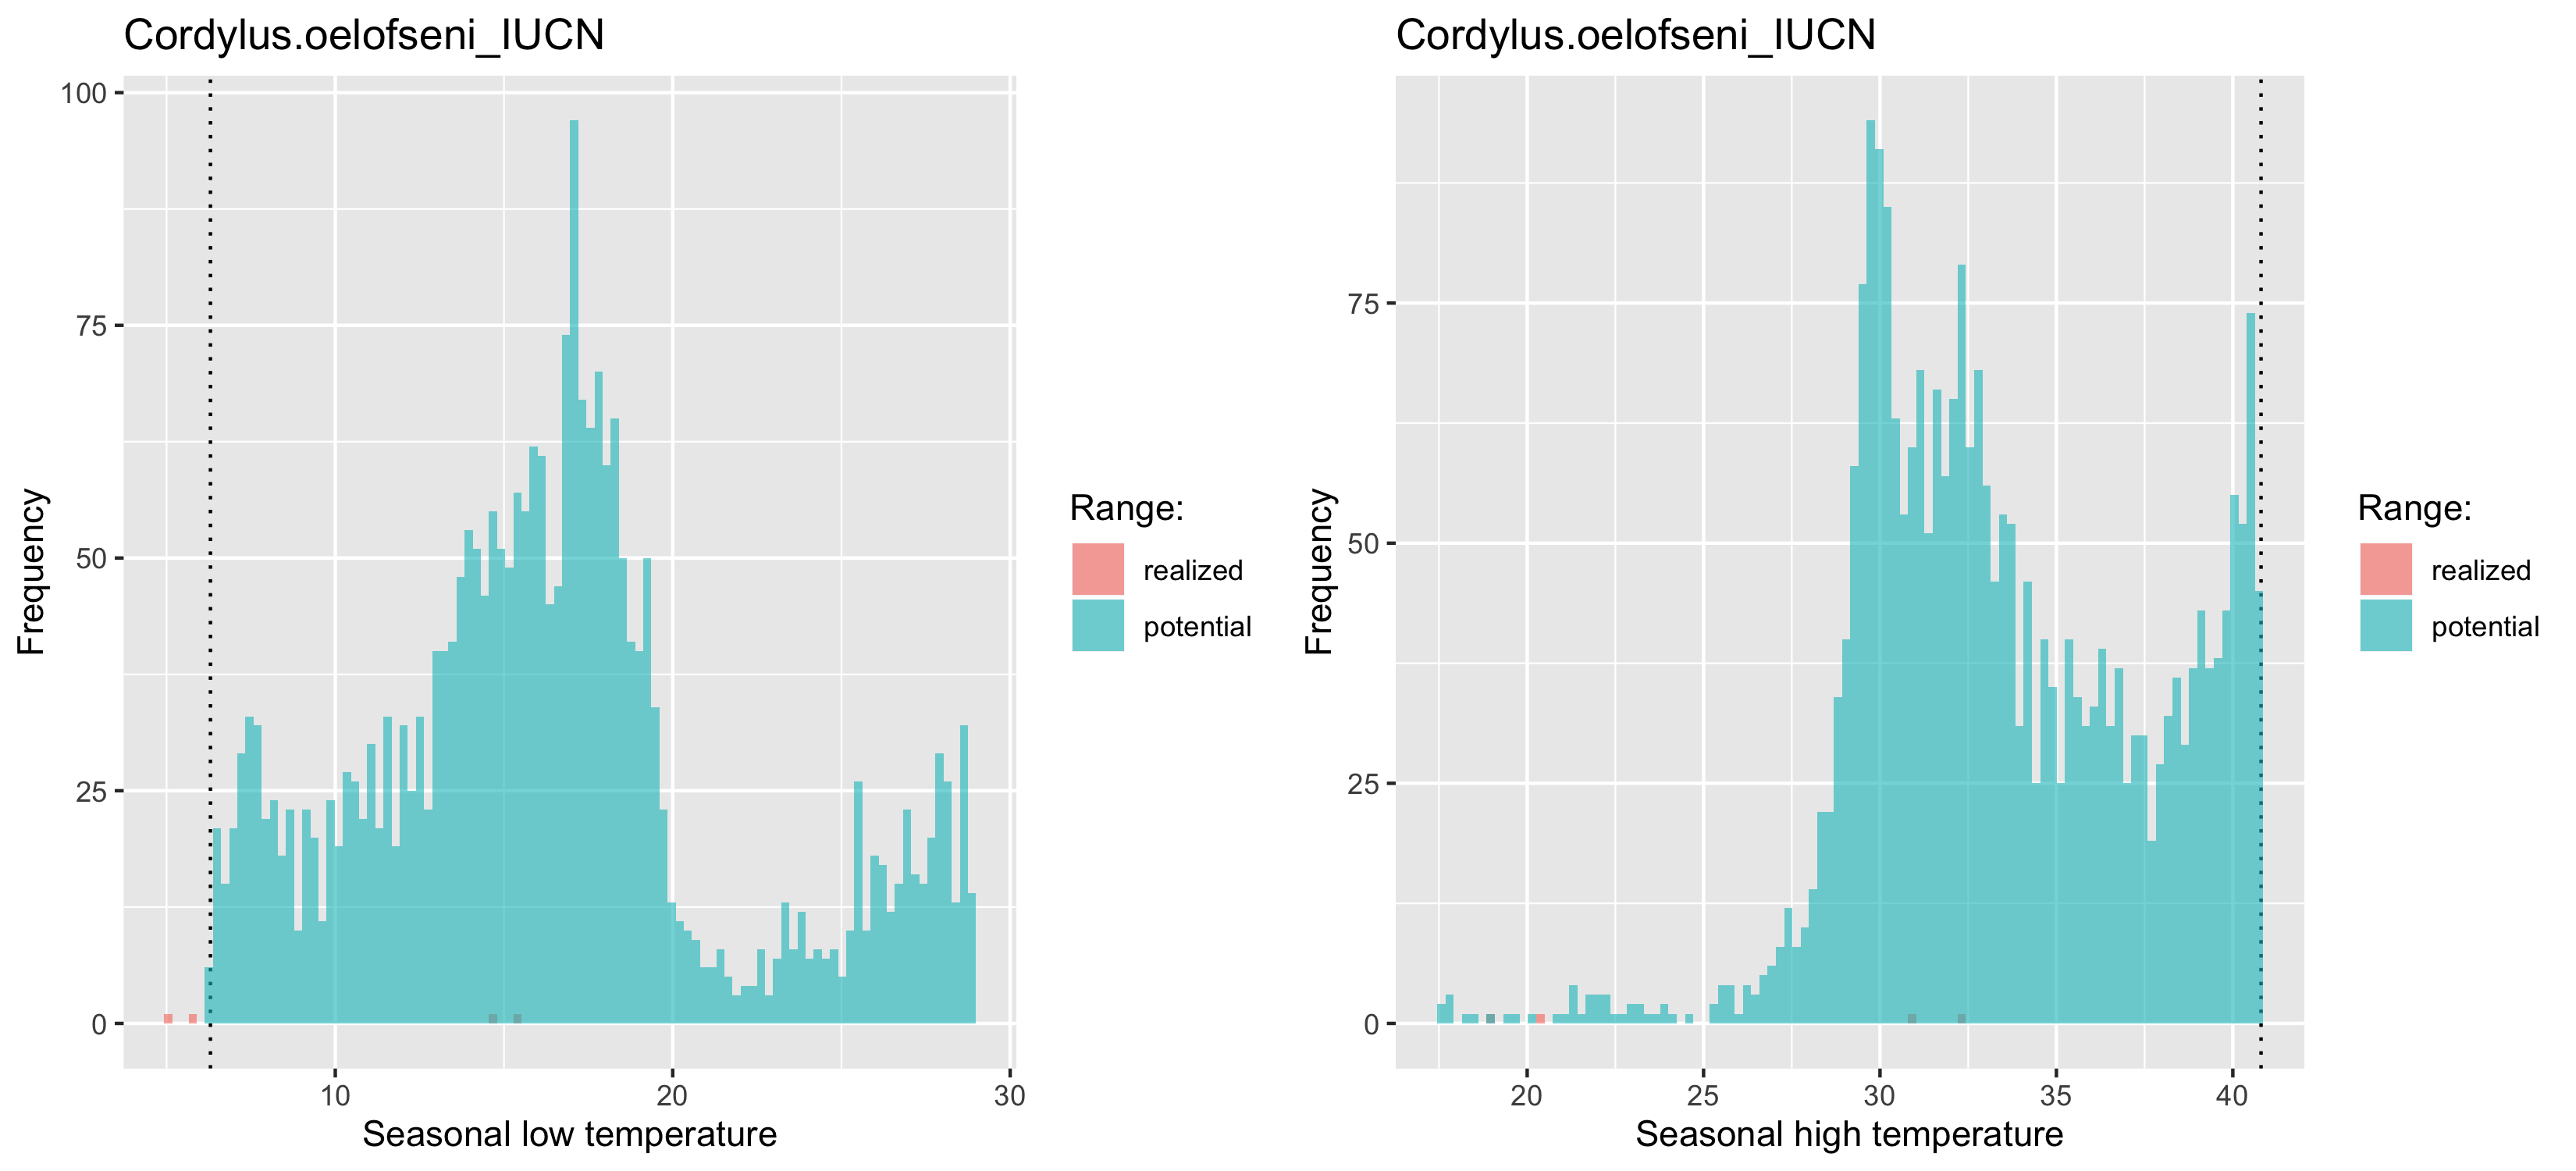 Cordylus.oelofseni_IUCN
100
75
50
25
0
Frequency
10
20
30
Seasonal low temperature
Range:
realized
potential
Cordylus.oelofseni_IUCN
75
50
25
0
Frequency
20
25
30
35
40
Seasonal high temperature
Range:
realized
potential